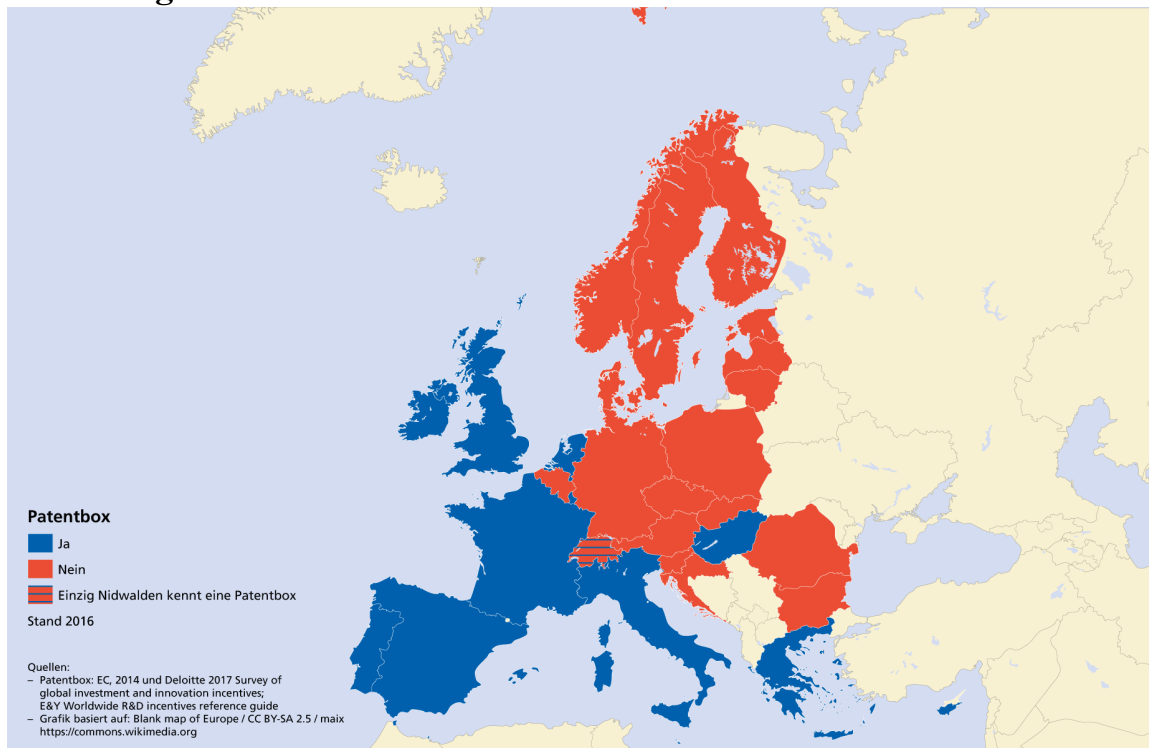 Patentbox
Ja
Nein
Einzig Nidwalden kennt eine Patentbox
Stand 2016
Quellen:
– Patentbox: EC, 2014 und Deloitte 2017 Survey of
global investment and innovation incentives;
E&Y Worldwide R&D incentives reference guide
– Grafik basiert auf: Blank map of Europe / CC BY-SA 2.5 / maix
https://commons.wikimedia.org